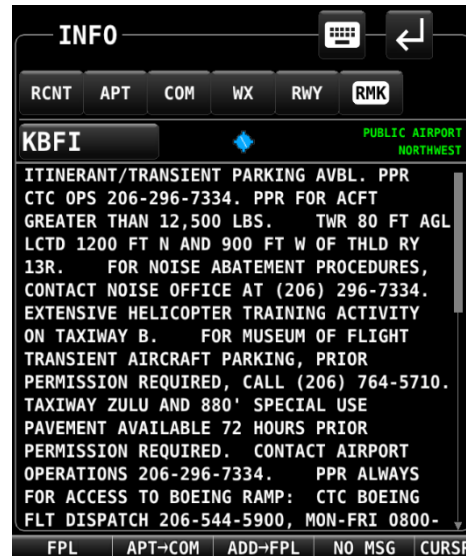 INFO
RCNT APT COM WX RWY RMK
KBFI
PUBLIC AIRPORT
NORTHWEST
ITINERANT/TRANSIENT PARKING AVBL. PPR
CTC OPS 206-296-7334. PPR FOR ACFT
GREATER THAN 12,500 LBS. TWR 80 FT AGL
LCTD 1200 FT N AND 900 FT W OF THLD RY
13R. FOR NOISE ABATEMENT PROCEDURES,
CONTACT NOISE OFFICE AT (206) 296-7334.
EXTENSIVE HELICOPTER TRAINING ACTIVITY
ON TAXIWAY B. FOR MUSEUM OF FLIGHT
TRANSIENT AIRCRAFT PARKING, PRIOR
PERMISSION REQUIRED, CALL (206) 764-5710.
TAXIWAY ZULU AND 880' SPECIAL USE
PAVEMENT AVAILABLE 72 HOURS PRIOR
PERMISSION REQUIRED. CONTACT AIRPORT
OPERATIONS 206-296-7334. PPR ALWAYS
FOR ACCESS TO BOEING RAMP: CTC BOEING
FLT DISPATCH 206-544-5900, MON-FRI 0800-
FPL APT→COM ADD→FPL NO MSG CURS